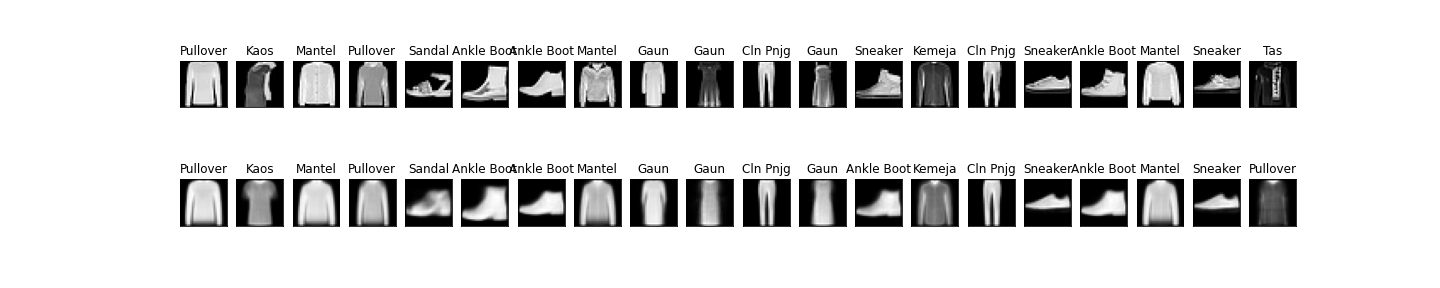 Pullover Kaos Mantel Pullover Sandal Ankle Boot Ankle Boot Mantel Gaun Gaun Cln Pnjg Gaun Sneaker Kemeja Cln Pnjg Sneaker Ankle Boot Mantel Sneaker Tas
Pullover Kaos Mantel Pullover Sandal Ankle Boot Ankle Boot Mantel Gaun Gaun Cln Pnjg Gaun Ankle Boot Kemeja Cln Pnjg Sneaker Ankle Boot Mantel Sneaker Pullover